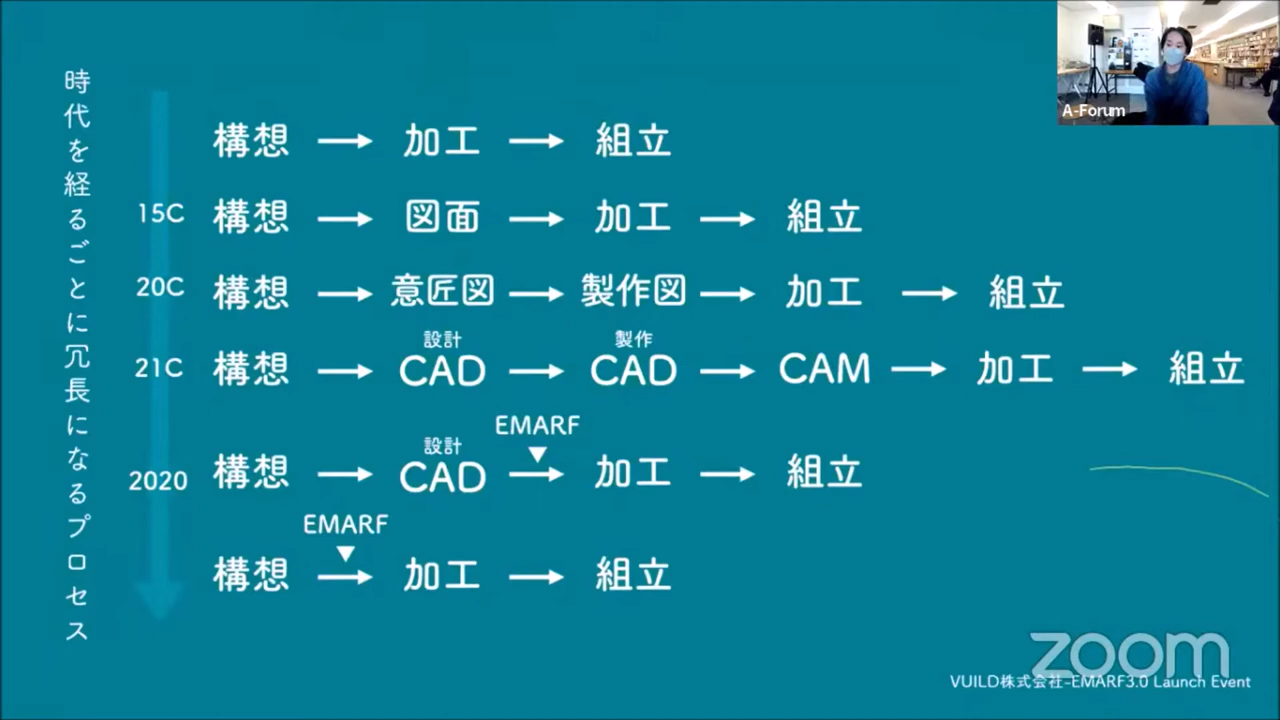 時代を経るごとに冗長になるプロセス
構想 → 加工 → 組立
15C 構想 → 図面 → 加工 → 組立
20C 構想 → 意匠図 → 製作図 → 加工 → 組立
設計 製作
21C 構想 → CAD → CAD → CAM → 加工 → 組立
EMARF
▼
設計
2020 構想 → CAD → 加工 → 組立
EMARF
▼
構想 → 加工 → 組立
A-Forum
zoom
VUILD株式会社-EMARF3.0 Launch Event